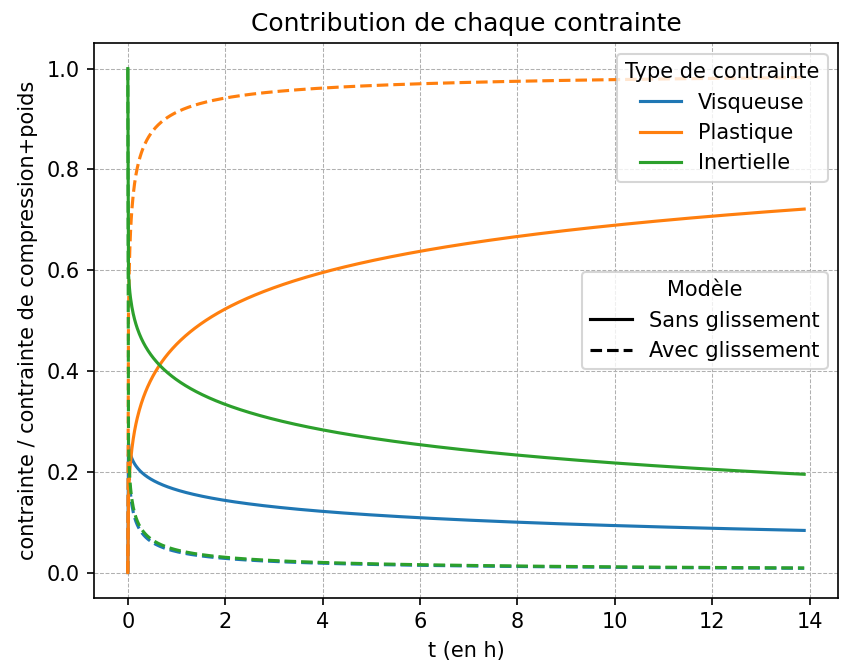 Contribution de chaque contrainte
contrainte / contrainte de compression+poids
1.0
0.8
0.6
0.4
0.2
0.0
Type de contrainte
Visqueuse
Plastique
Inertielle
Modèle
Sans glissement
Avec glissement
0 2 4 6 8 10 12 14
t (en h)